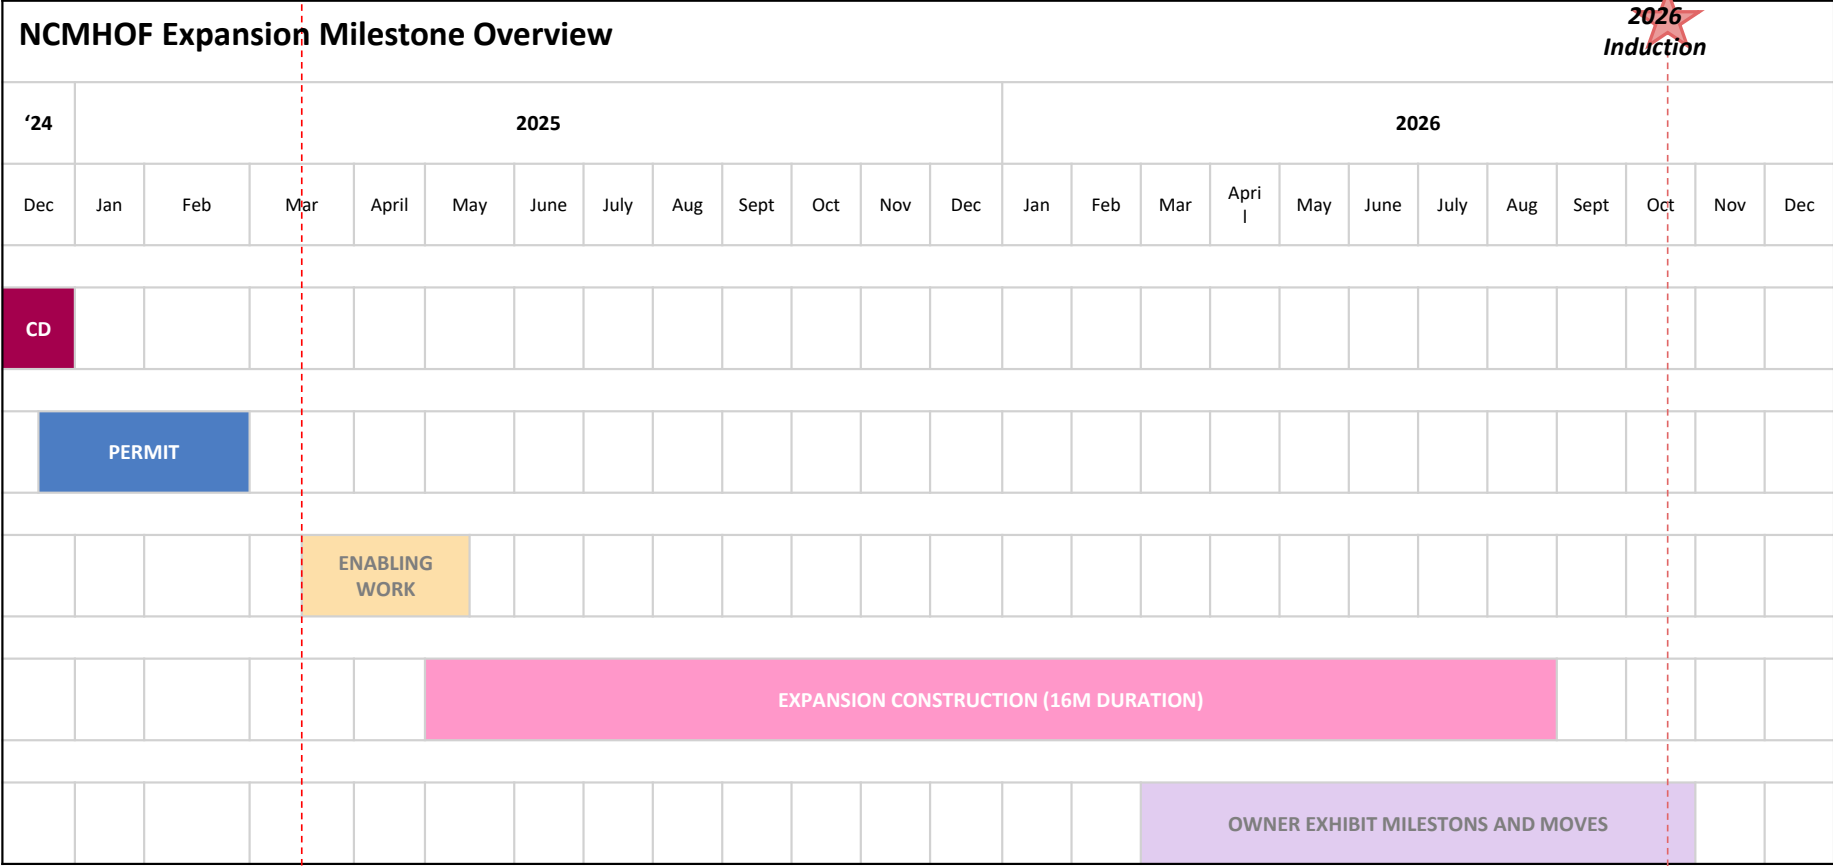 2026
Induction
NCMHOF Expansion Milestone Overview
‘24 2025 2026
Dec Jan Feb Mar April May June July Aug Sept Oct Nov Dec Jan Feb Mar Apri
l May June July Aug Sept Oct Nov Dec
CD
PERMIT
ENABLING
WORK
EXPANSION CONSTRUCTION (16M DURATION)
OWNER EXHIBIT MILESTONS AND MOVES